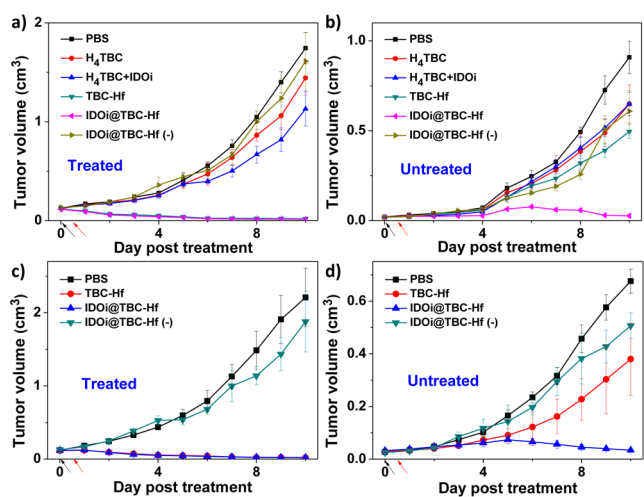 a)
PBS
H4TBC
H4TBC+IDOi
TBC-Hf
IDOi@TBC-Hf
IDOi@TBC-Hf (-)
Treated
Tumor volume (cm3)
2
1
0
0 4 8
Day post treatment
b)
PBS
H4TBC
H4TBC+IDOi
TBC-Hf
IDOi@TBC-Hf
IDOi@TBC-Hf (-)
Untreated
Tumor volume (cm3)
1.0
0.5
0.0
0 4 8
Day post treatment
c)
PBS
TBC-Hf
IDOi@TBC-Hf
IDOi@TBC-Hf (-)
Treated
Tumor volume (cm3)
3
2
1
0
0 4 8
Day post treatment
d)
PBS
TBC-Hf
IDOi@TBC-Hf
IDOi@TBC-Hf (-)
Untreated
Tumor volume (cm3)
0.6
0.4
0.2
0.0
0 4 8
Day post treatment